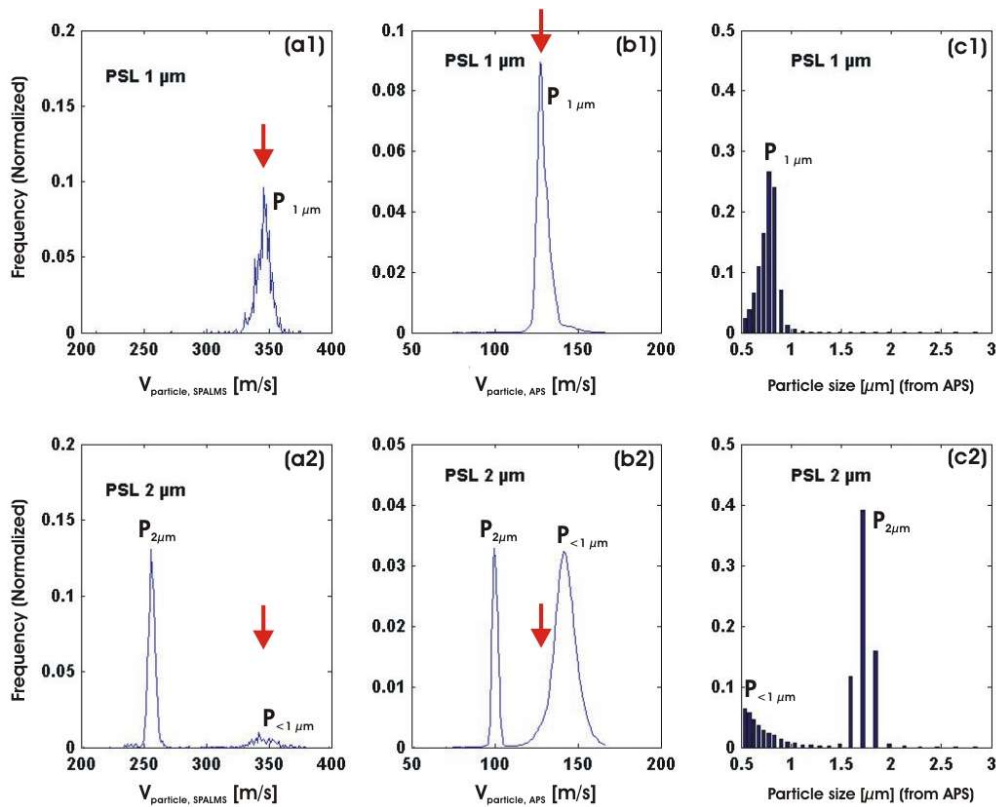 (a1)
PSL 1 µm
P 1 µm
Frequency (Normalized)
0.2
0.15
0.1
0.05
0
200 250 300 350 400
Vparticle, SPALMS [m/s]
(b1)
PSL 1 µm
P 1 µm
0.1
0.08
0.06
0.04
0.02
0
50 100 150 200
Vparticle, APS [m/s]
(c1)
PSL 1 µm
P 1 µm
0.5
0.4
0.3
0.2
0.1
0
0.5 1 1.5 2 2.5 3
Particle size [µm] (from APS)
(a2)
PSL 2 µm
P2µm
P<1 µm
Frequency (Normalized)
0.2
0.15
0.1
0.05
0
200 250 300 350 400
Vparticle, SPALMS [m/s]
(b2)
PSL 2 µm
P2µm
P<1 µm
0.05
0.04
0.03
0.02
0.01
0
50 100 150 200
Vparticle, APS [m/s]
(c2)
PSL 2 µm
P2µm
P<1 µm
0.5
0.4
0.3
0.2
0.1
0
0.5 1 1.5 2 2.5 3
Particle size [µm] (from APS)